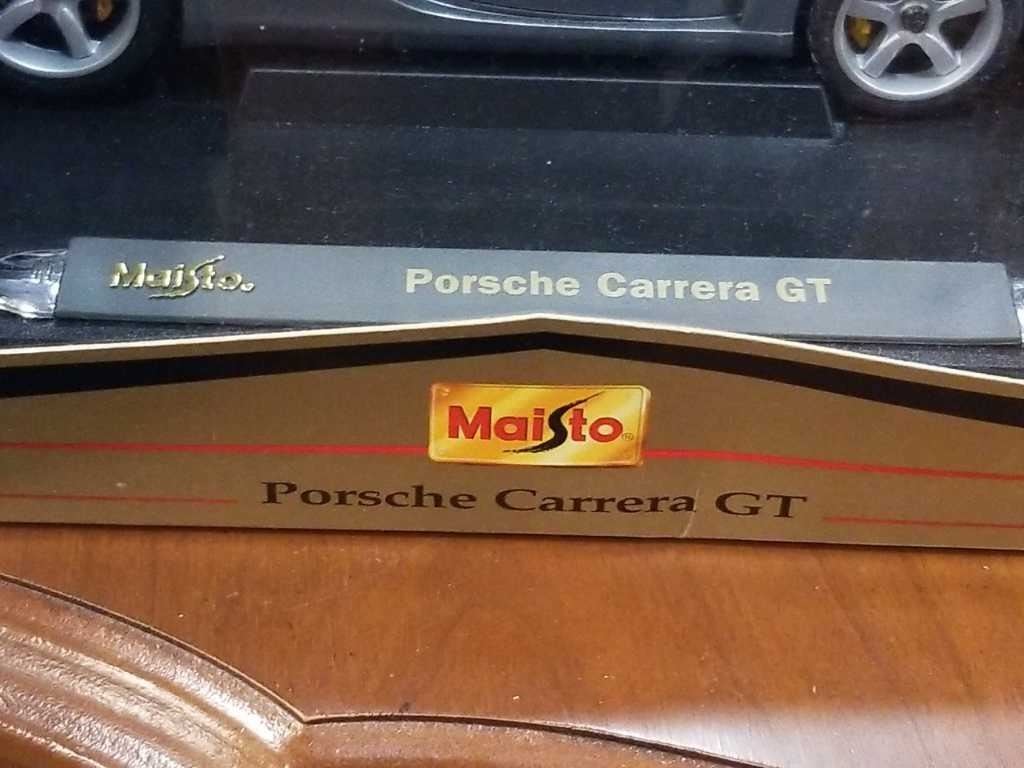 Maisto. Porsche Carrera GT
Maisto®
Porsche Carrera GT